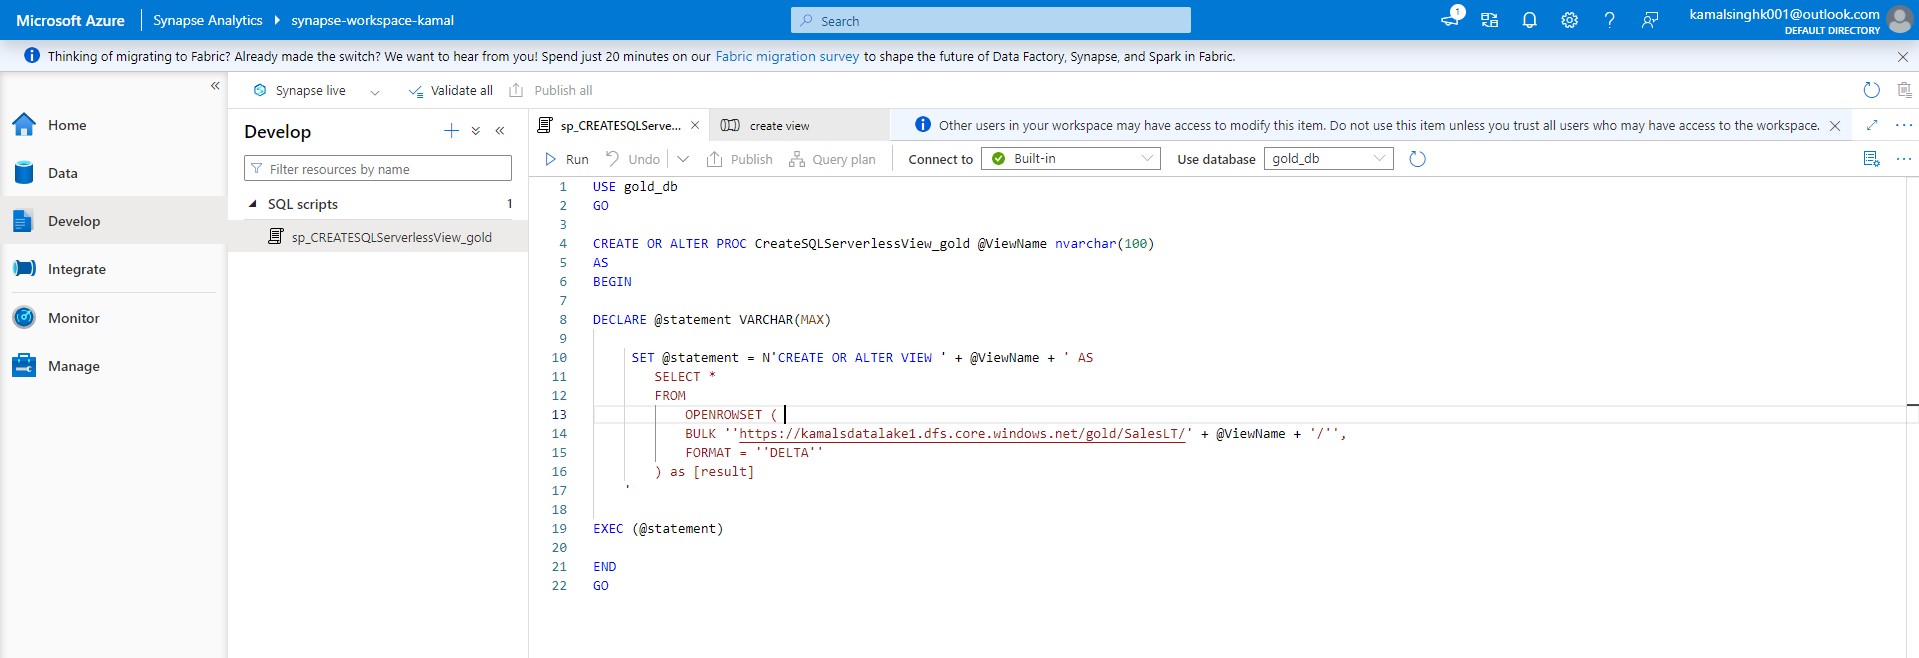 Microsoft Azure
Synapse Analytics
synapse-workspace-kamal
Search
1
kamalsinghk001@outlook.com
DEFAULT DIRECTORY
Thinking of migrating to Fabric? Already made the switch? We want to hear from you! Spend just 20 minutes on our Fabric migration survey to shape the future of Data Factory, Synapse, and Spark in Fabric.
Synapse live
Validate all
Publish all
Home
Data
Develop
Integrate
Monitor
Manage
Develop
Filter resources by name
SQL scripts 1
sp_CREATESQLServerlessView_gold
sp_CREATESQLServe...
create view
Other users in your workspace may have access to modify this item. Do not use this item unless you trust all users who may have access to the workspace.
Run
Undo
Publish
Query plan
Connect to
Built-in
Use database
gold_db
1 USE gold_db
2 GO
3
4 CREATE OR ALTER PROC CreateSQLServerlessView_gold @ViewName nvarchar(100)
5 AS
6 BEGIN
7
8 DECLARE @statement VARCHAR(MAX)
9
10 SET @statement = N'CREATE OR ALTER VIEW ' + @ViewName + ' AS
11 SELECT *
12 FROM
13 OPENROWSET (
14 BULK ''https://kamalsdatalake1.dfs.core.windows.net/gold/SalesLT/' + @ViewName + '/'',
15 FORMAT = ''DELTA''
16 ) as [result]
17 '
18
19 EXEC (@statement)
20
21 END
22 GO